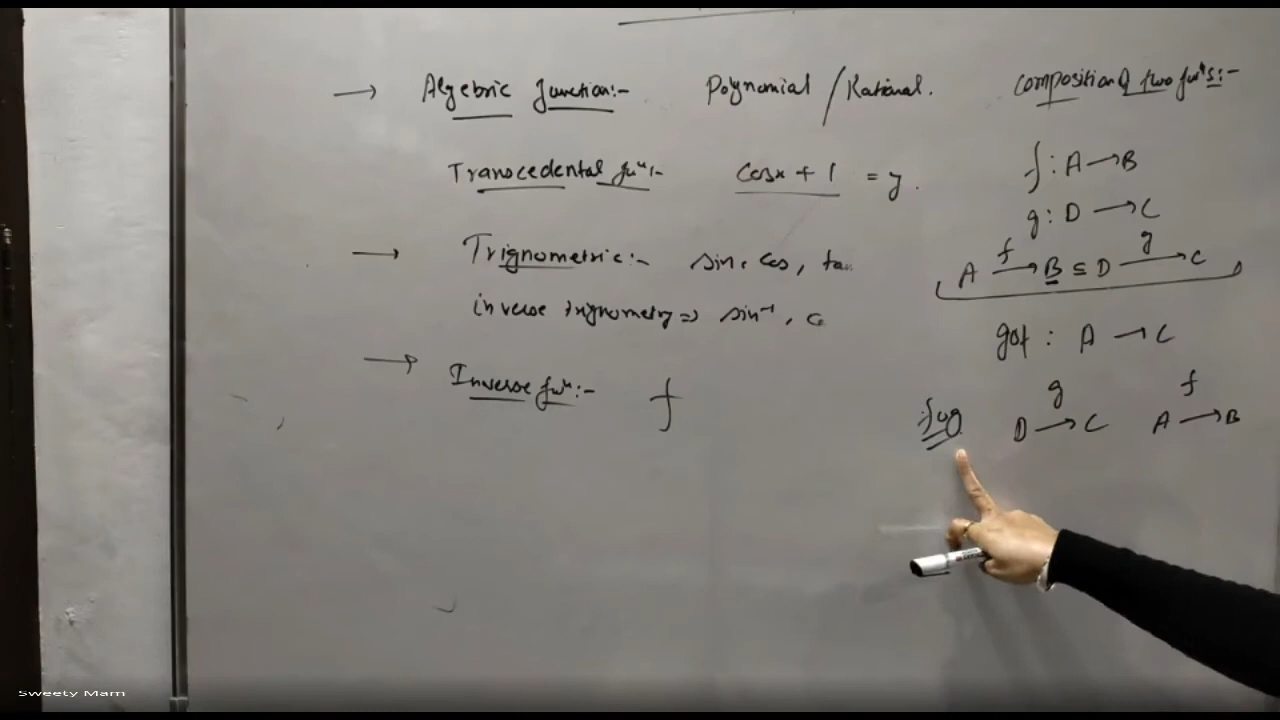 → Algebric function:- Polynomial / Rational.
Transcedental fuⁿ:- Cosx + 1 = y.
→ Trignometric:- sin, Cos, tan
inverse trignometry => sin⁻¹, c
→ Inverse fuⁿ:- f
Composition of two fuⁿs:-
f : A → B
g : D → C
A f→ B ⊆ D g→ C
gof : A → C
fog D g→ C A f→ B
Sweety Mam